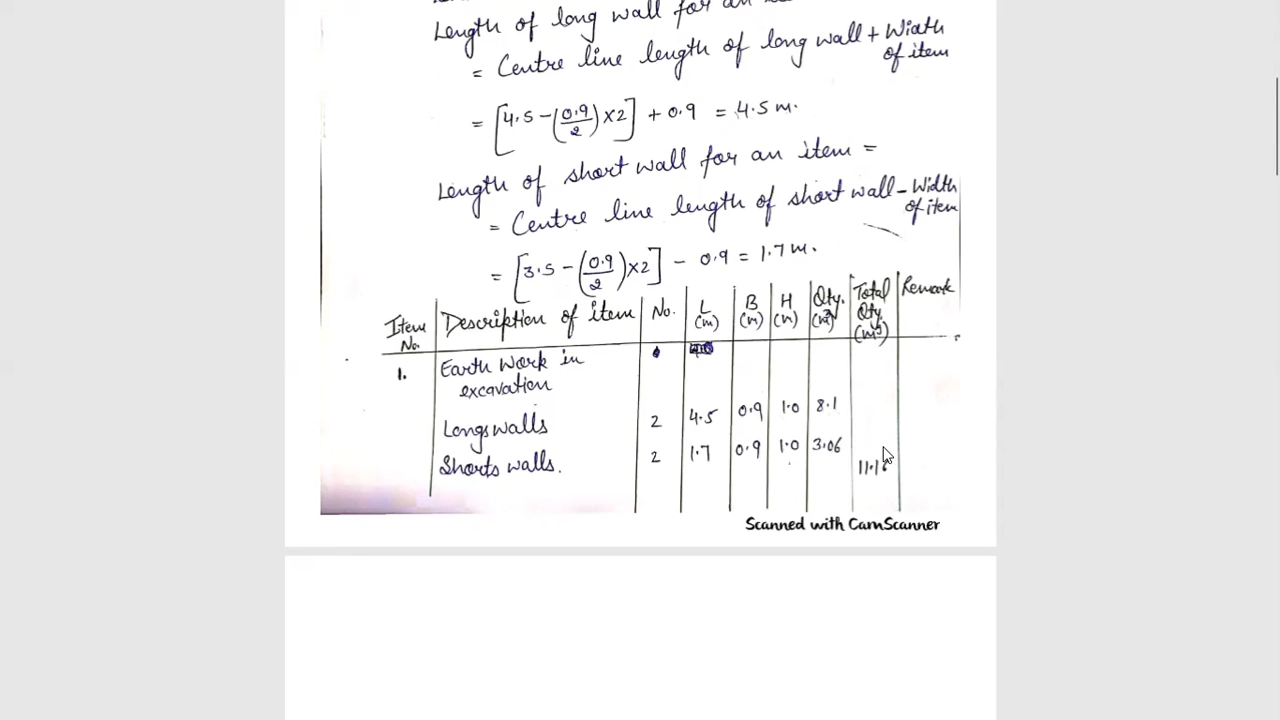 Length of long wall for an
= Centre line length of long wall + Width of item
= [4.5 - (0.9/2) x2] + 0.9 = 4.5 m.
Length of short wall for an item =
= Centre line length of short wall - Width of item
= [3.5 - (0.9/2) x2] - 0.9 = 1.7 m.
Item No. Description of item No. L (m) B (m) H (m) Qty. (m³) Total Qty. (m³) Remark
1. Earth Work in excavation
Longs walls 2 4.5 0.9 1.0 8.1
Shorts walls. 2 1.7 0.9 1.0 3.06
11.1
Scanned with CamScanner